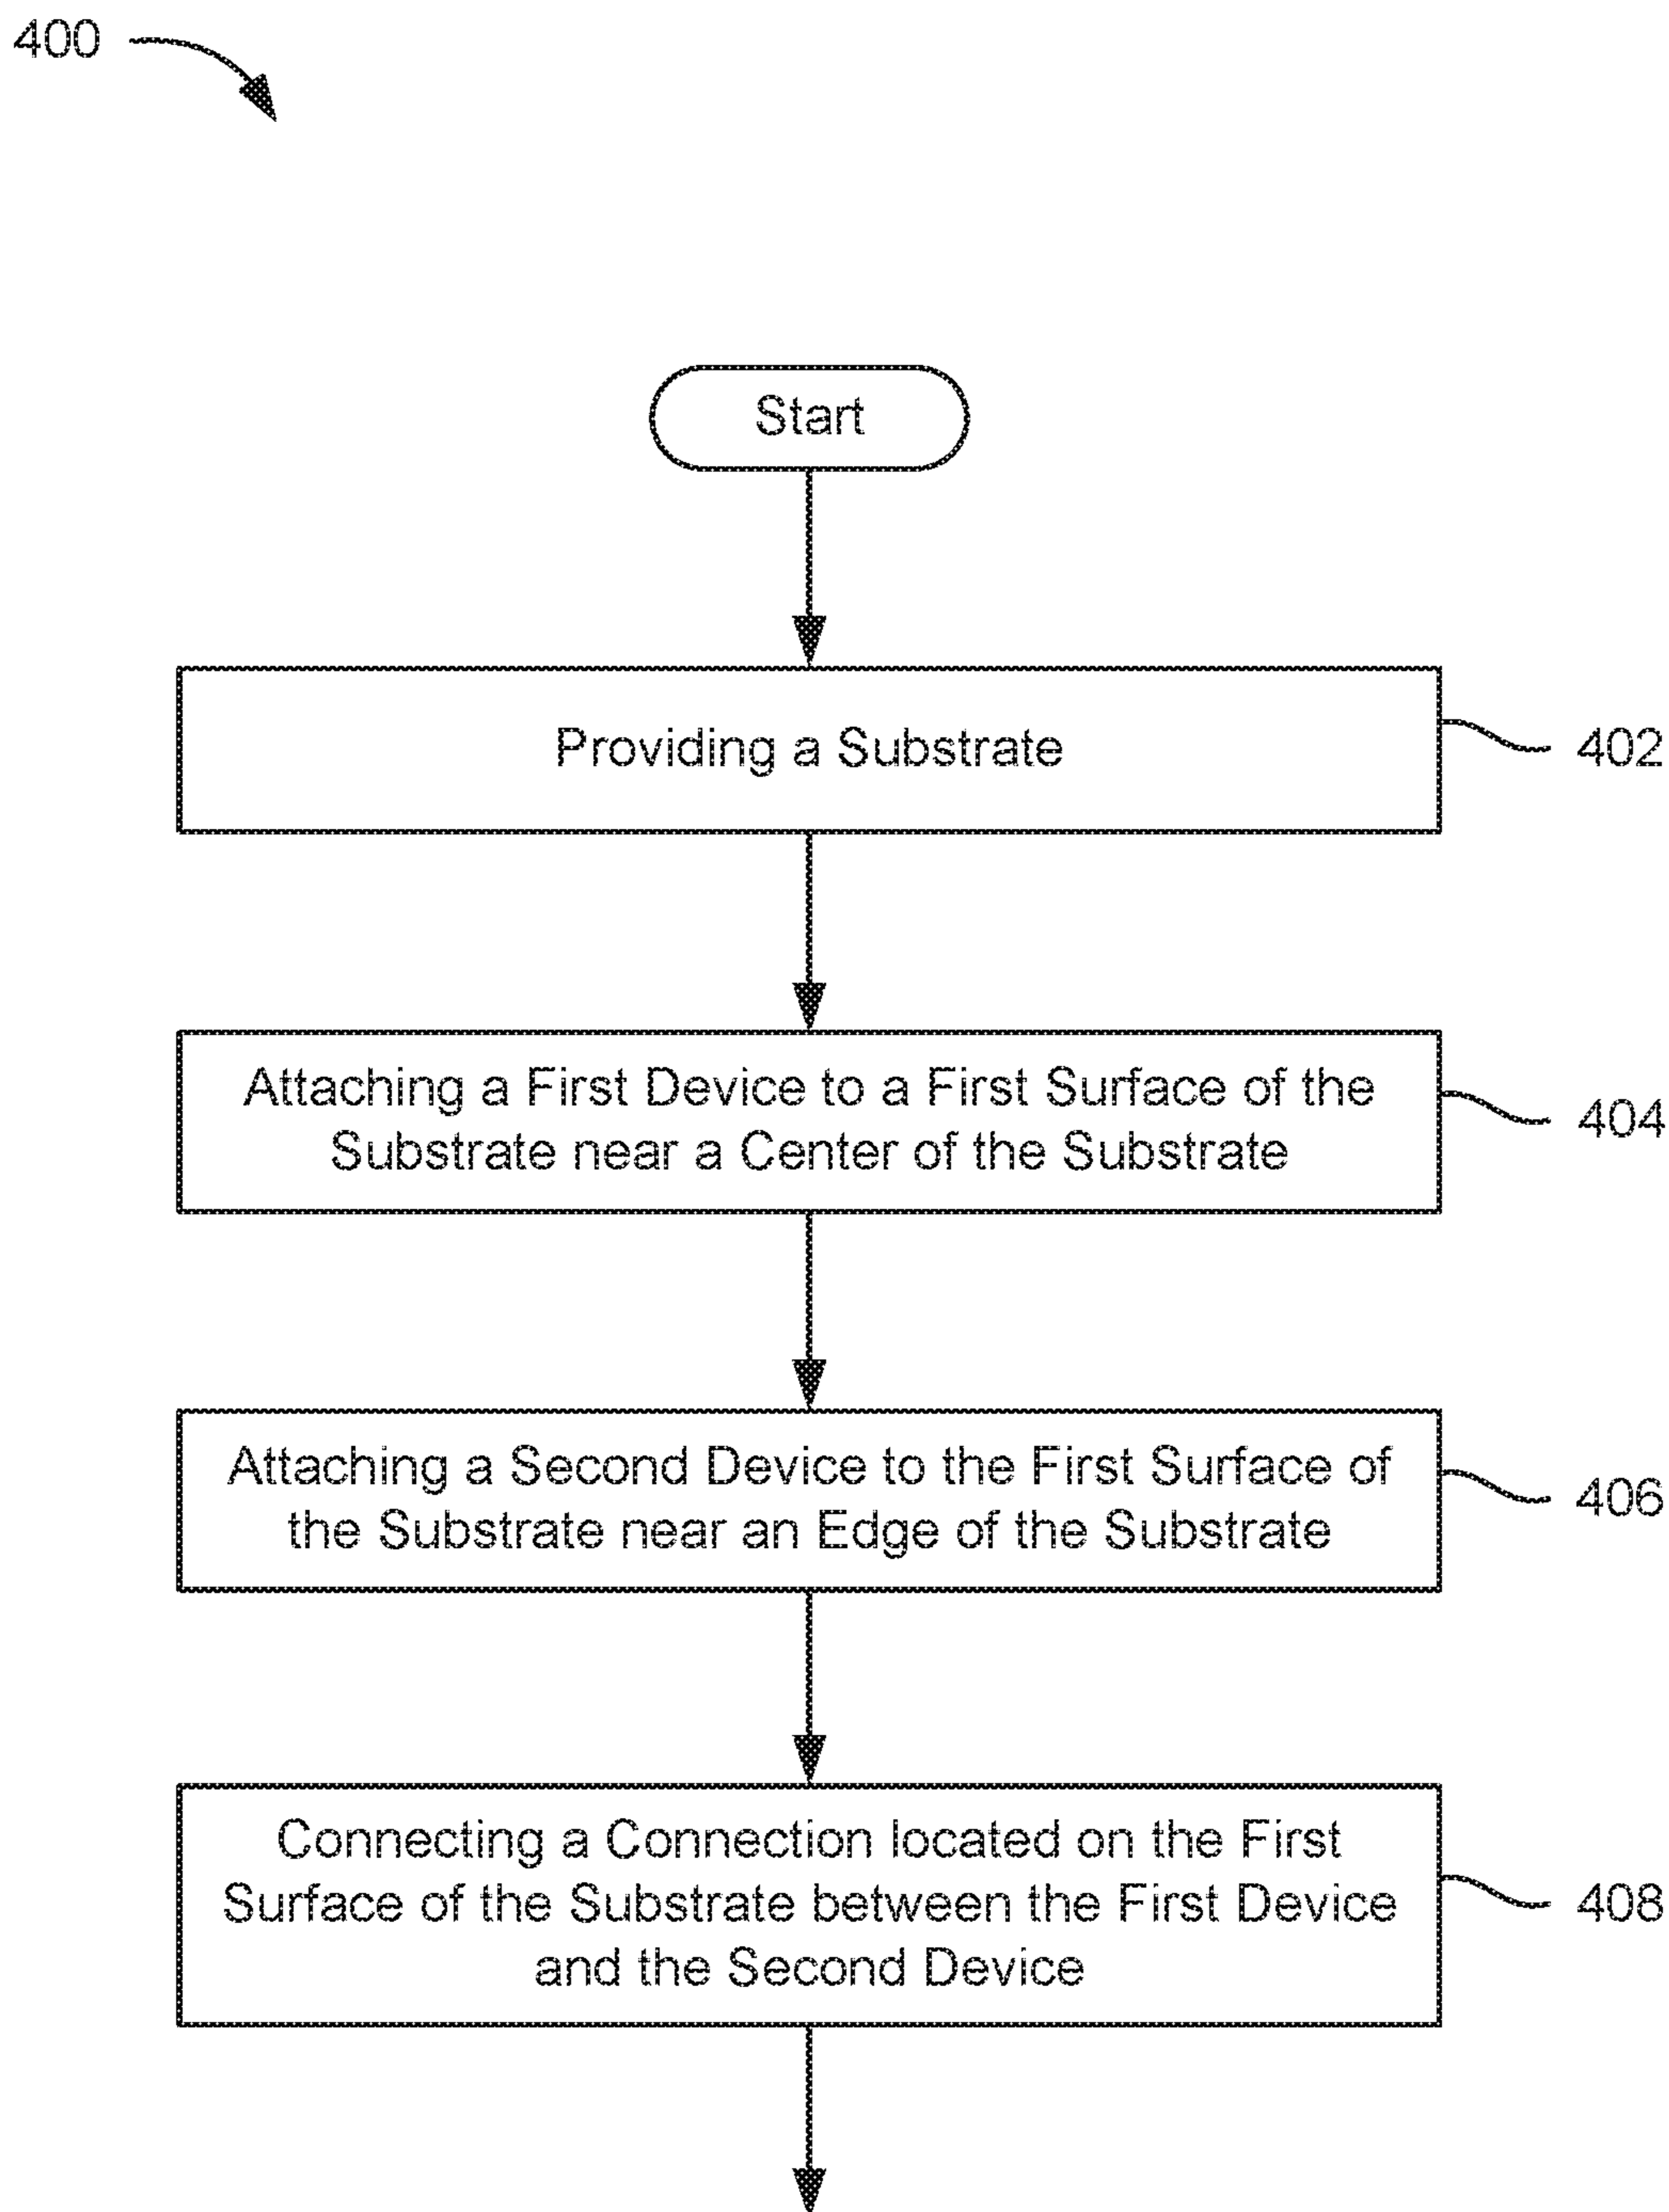 400
Start
Providing a Substrate
402
Attaching a First Device to a First Surface of the
Substrate near a Center of the Substrate
404
Attaching a Second Device to the First Surface of
the Substrate near an Edge of the Substrate
406
Connecting a Connection located on the First
Surface of the Substrate between the First Device
and the Second Device
408